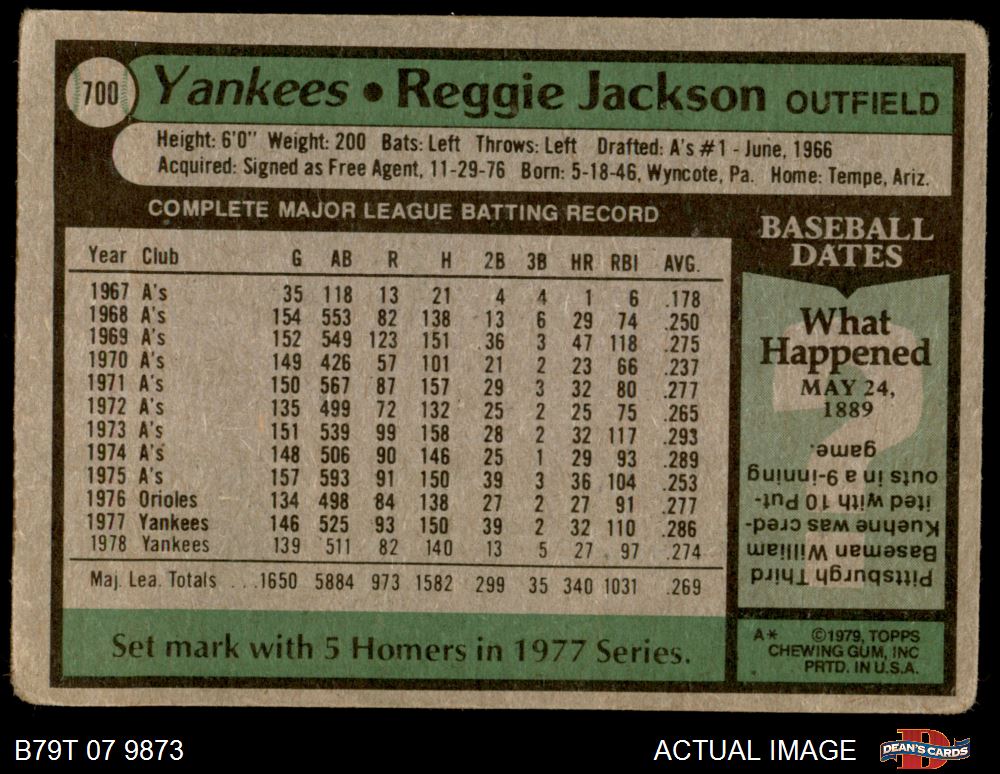 700
Yankees • Reggie Jackson OUTFIELD
Height: 6'0" Weight: 200 Bats: Left Throws: Left Drafted: A's #1 - June, 1966
Acquired: Signed as Free Agent, 11-29-76 Born: 5-18-46, Wyncote, Pa. Home: Tempe, Ariz.
COMPLETE MAJOR LEAGUE BATTING RECORD
Year Club G AB R H 2B 3B HR RBI AVG.
1967 A's 35 118 13 21 4 4 1 6 .178
1968 A's 154 553 82 138 13 6 29 74 .250
1969 A's 152 549 123 151 36 3 47 118 .275
1970 A's 149 426 57 101 21 2 23 66 .237
1971 A's 150 567 87 157 29 3 32 80 .277
1972 A's 135 499 72 132 25 2 25 75 .265
1973 A's 151 539 99 158 28 2 32 117 .293
1974 A's 148 506 90 146 25 1 29 93 .289
1975 A's 157 593 91 150 39 3 36 104 .253
1976 Orioles 134 498 84 138 27 2 27 91 .277
1977 Yankees 146 525 93 150 39 2 32 110 .286
1978 Yankees 139 511 82 140 13 5 27 97 .274
Maj. Lea. Totals ...1650 5884 973 1582 299 35 340 1031 .269
Set mark with 5 Homers in 1977 Series.
BASEBALL
DATES
What
Happened
MAY 24,
1889
Pittsburgh Third
Baseman William
Kuehne was cred-
ited with 10 Put-
outs in a 9-inning
game.
A* ©1979, TOPPS
CHEWING GUM, INC
PRTD. IN U.S.A.
B79T 07 9873
ACTUAL IMAGE
DEAN'S CARDS